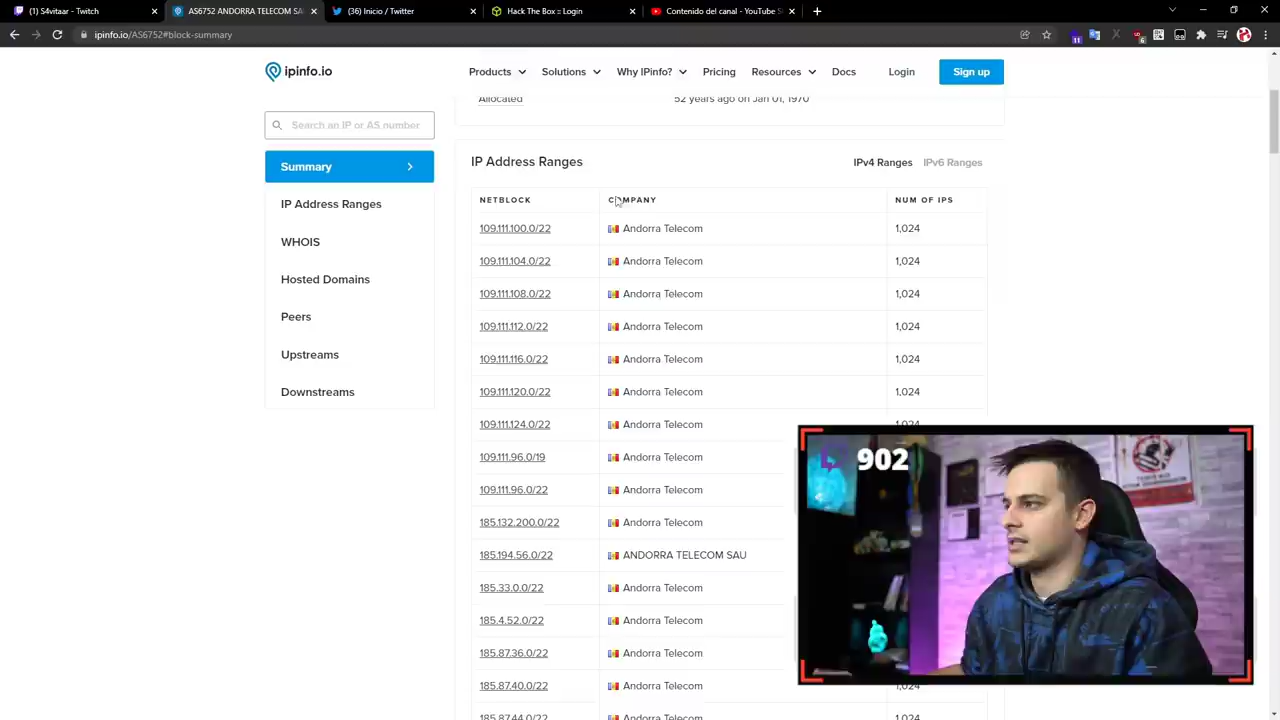 S4vitaar - Twitch
AS6752 ANDORRA TELECOM SA
(36) Inicio / Twitter
Hack The Box :: Login
Contenido del canal - YouTube S
ipinfo.io/AS6752#block-summary
ipinfo.io
Products
Solutions
Why IPinfo?
Pricing
Resources
Docs
Login
Sign up
Allocated
52 years ago on Jan 01, 1970
Search an IP or AS number
Summary
IP Address Ranges
WHOIS
Hosted Domains
Peers
Upstreams
Downstreams
IP Address Ranges
IPv4 Ranges
IPv6 Ranges
NETBLOCK COMPANY NUM OF IPS
109.111.100.0/22 Andorra Telecom 1,024
109.111.104.0/22 Andorra Telecom 1,024
109.111.108.0/22 Andorra Telecom 1,024
109.111.112.0/22 Andorra Telecom 1,024
109.111.116.0/22 Andorra Telecom 1,024
109.111.120.0/22 Andorra Telecom 1,024
109.111.124.0/22 Andorra Telecom 1,024
109.111.96.0/19 Andorra Telecom
109.111.96.0/22 Andorra Telecom
185.132.200.0/22 Andorra Telecom
185.194.56.0/22 ANDORRA TELECOM SAU
185.33.0.0/22 Andorra Telecom
185.4.52.0/22 Andorra Telecom
185.87.36.0/22 Andorra Telecom
185.87.40.0/22 Andorra Telecom 1,024
185.87.44.0/22 Andorra Telecom 1,024
902